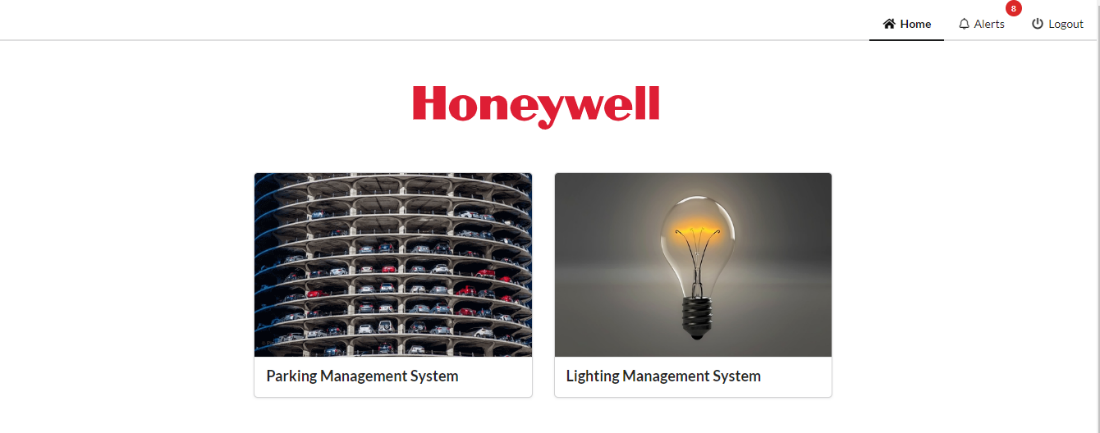 Home Alerts 8 Logout
Honeywell
Parking Management System Lighting Management System